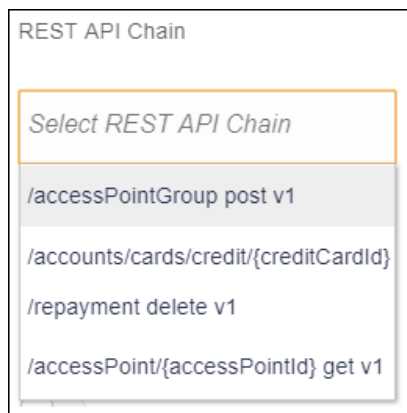 REST API Chain
Select REST API Chain
/accessPointGroup post v1
/accounts/cards/credit/{creditCardId}
/repayment delete v1
/accessPoint/{accessPointId} get v1